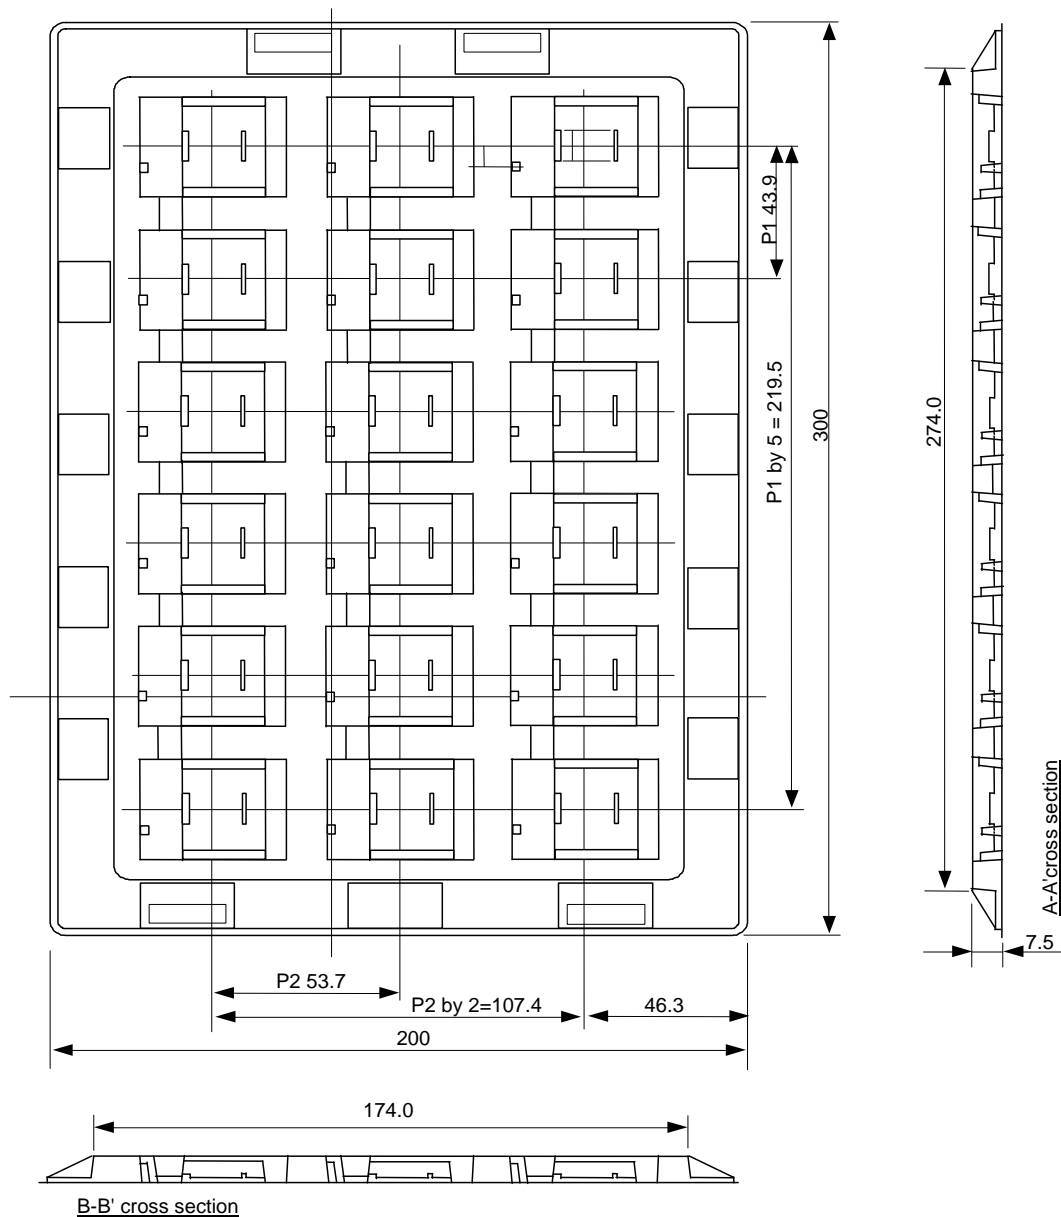 P1 43.9
P1 by 5 = 219.5
300
274.0
A-A'cross section
7.5
P2 53.7
P2 by 2=107.4
46.3
200
174.0
B-B' cross section